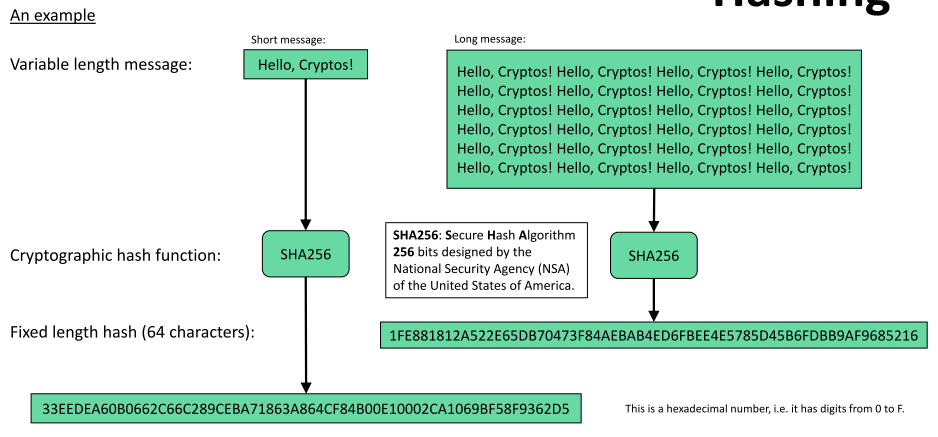 Hashing
An example
Short message:
Long message:
Variable length message:
Hello, Cryptos!
Hello, Cryptos! Hello, Cryptos! Hello, Cryptos! Hello, Cryptos!
Hello, Cryptos! Hello, Cryptos! Hello, Cryptos! Hello, Cryptos!
Hello, Cryptos! Hello, Cryptos! Hello, Cryptos! Hello, Cryptos!
Hello, Cryptos! Hello, Cryptos! Hello, Cryptos! Hello, Cryptos!
Hello, Cryptos! Hello, Cryptos! Hello, Cryptos! Hello, Cryptos!
Hello, Cryptos! Hello, Cryptos! Hello, Cryptos! Hello, Cryptos!
Cryptographic hash function:
SHA256
SHA256: Secure Hash Algorithm
256 bits designed by the
National Security Agency (NSA)
of the United States of America.
SHA256
Fixed length hash (64 characters):
1FE881812A522E65DB70473F84AEBAB4ED6FBEE4E5785D45B6FDBB9AF9685216
33EEDEA60B0662C66C289CEBA71863A864CF84B00E10002CA1069BF58F9362D5
This is a hexadecimal number, i.e. it has digits from 0 to F.